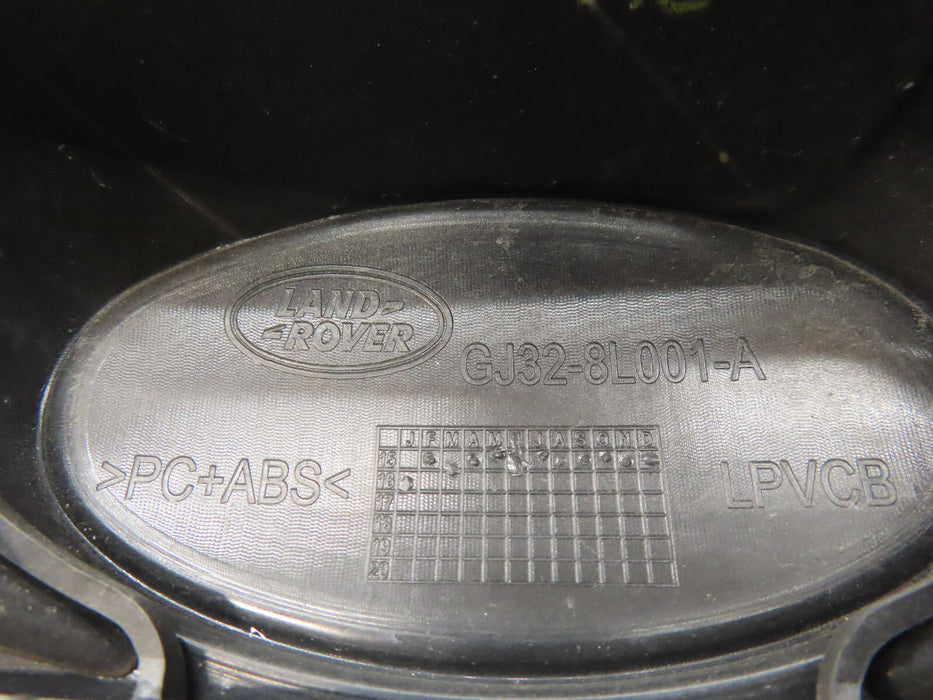 LAND-
-ROVER
GJ32-8L001-A
>PC+ABS<
J F M A M J J A S O N D
15
16
17
18
19
20
LPVCB